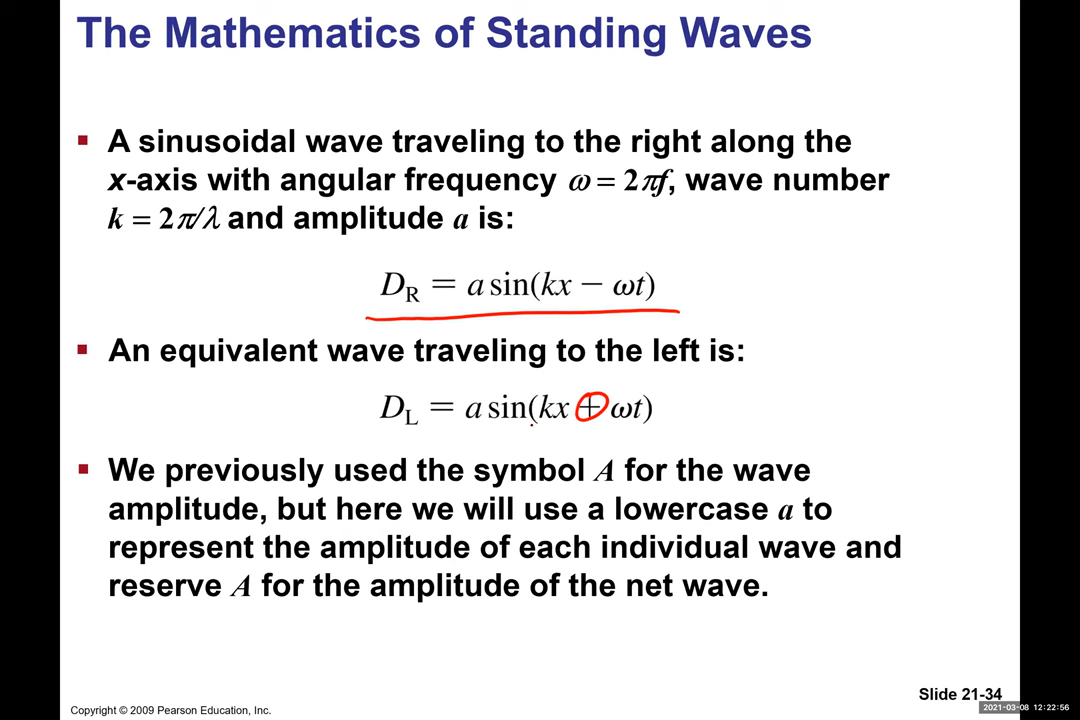 The Mathematics of Standing Waves
▪ A sinusoidal wave traveling to the right along the
x-axis with angular frequency ω = 2πf, wave number
k = 2π/λ and amplitude a is:
D_R = a sin(kx − ωt)
▪ An equivalent wave traveling to the left is:
D_L = a sin(kx + ωt)
▪ We previously used the symbol A for the wave
amplitude, but here we will use a lowercase a to
represent the amplitude of each individual wave and
reserve A for the amplitude of the net wave.
Slide 21-34
2021-03-08 12:22:56
Copyright © 2009 Pearson Education, Inc.